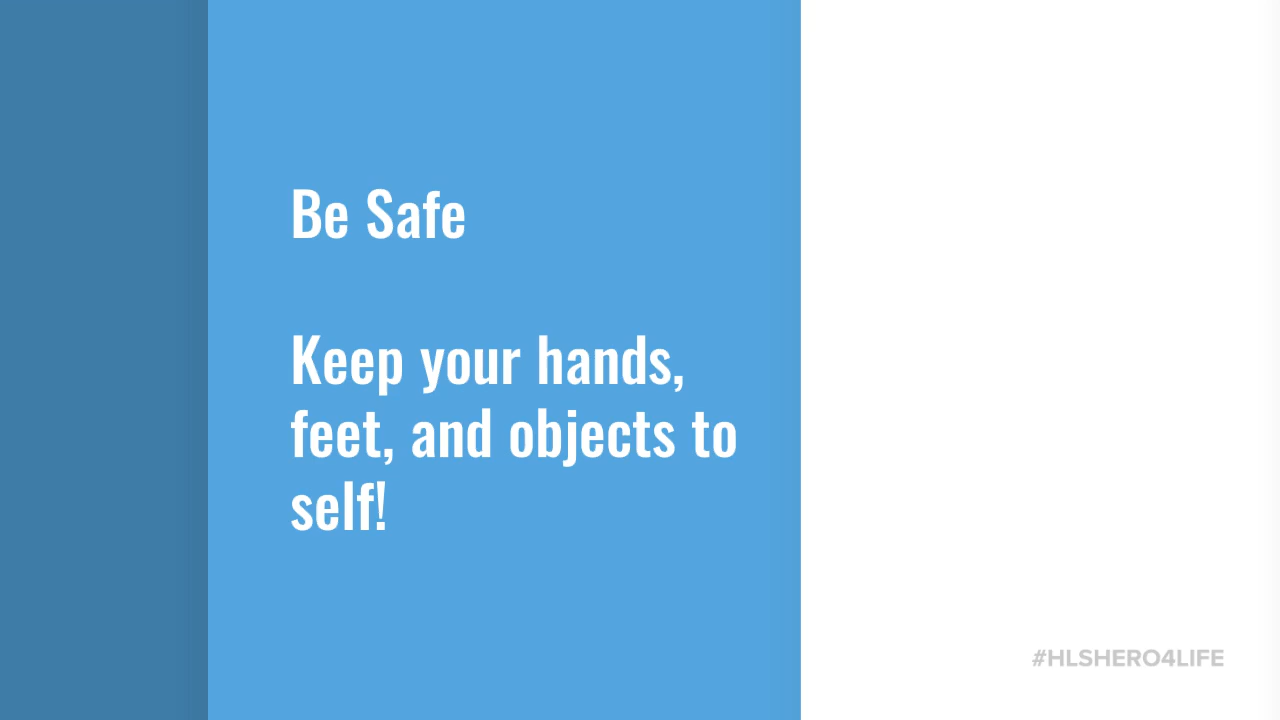 Be Safe
Keep your hands,
feet, and objects to
self!
#HLSHERO4LIFE